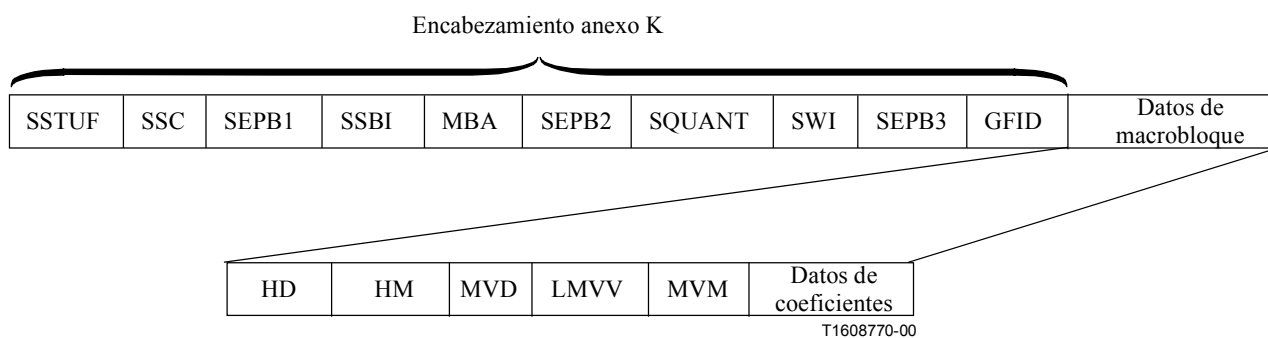 Encabezamiento anexo K
SSTUF SSC SEPB1 SSBI MBA SEPB2 SQUANT SWI SEPB3 GFID Datos de
macrobloque
HD HM MVD LMVV MVM Datos de
coeficientes
T1608770-00